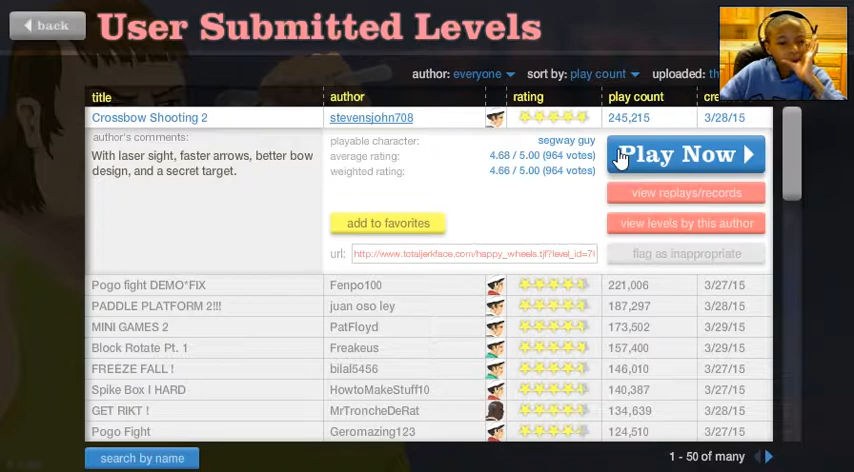 back
User Submitted Levels
author: everyone sort by: play count uploaded:
title author rating play count
Crossbow Shooting 2 stevensjohn708 245,215 3/28/15
author's comments:
With laser sight, faster arrows, better bow
design, and a secret target.
playable character: segway guy
average rating: 4.68 / 5.00 (964 votes)
weighted rating: 4.66 / 5.00 (964 votes)
Play Now
view replays/records
add to favorites
view levels by this author
url: http://www.totaljerkface.com/happy_wheels.tjf?level_id=7
flag as inappropriate
Pogo fight DEMO*FIX Fenpo100 221,006 3/27/15
PADDLE PLATFORM 2!!! juan oso ley 187,297 3/28/15
MINI GAMES 2 PatFloyd 173,502 3/29/15
Block Rotate Pt. 1 Freakeus 157,400 3/29/15
FREEZE FALL ! bilal5456 146,010 3/27/15
Spike Box I HARD HowtoMakeStuff10 140,387 3/27/15
GET RIKT ! MrTroncheDeRat 134,639 3/28/15
Pogo Fight Geromazing123 124,510 3/27/15
search by name
1 - 50 of many